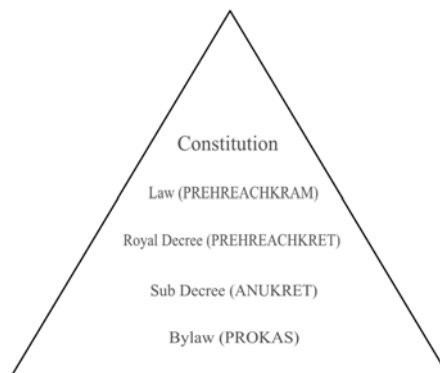 Constitution
Law (PREHREACHKRAM)
Royal Decree (PREHREACHKRET)
Sub Decree (ANUKRET)
Bylaw (PROKAS)